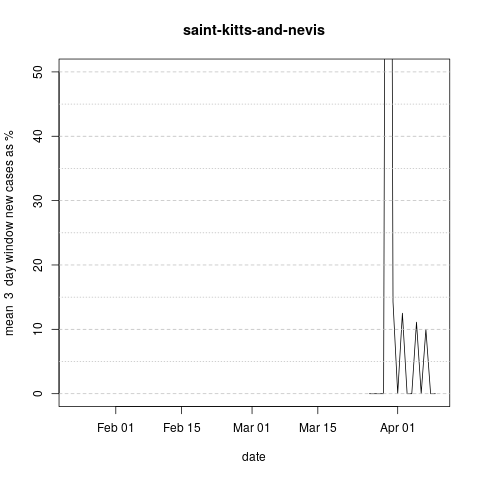 saint-kitts-and-nevis
mean 3 day window new cases as %
50
40
30
20
10
0
Feb 01 Feb 15 Mar 01 Mar 15 Apr 01
date